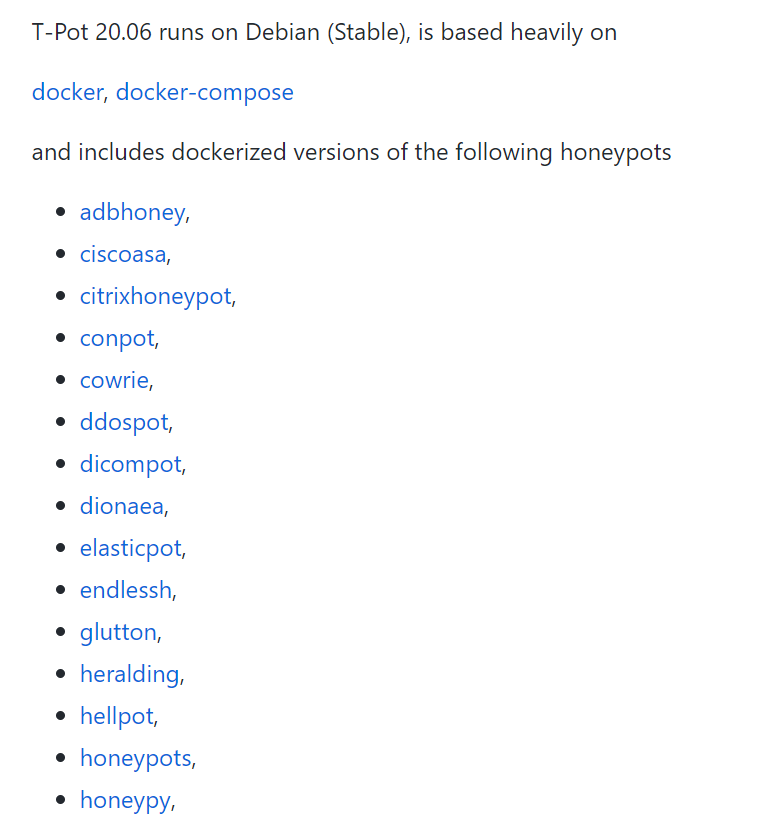 T-Pot 20.06 runs on Debian (Stable), is based heavily on
docker, docker-compose
and includes dockerized versions of the following honeypots
• adbhoney,
• ciscoasa,
• citrixhoneypot,
• conpot,
• cowrie,
• ddospot,
• dicompot,
• dionaea,
• elasticpot,
• endlessh,
• glutton,
• heralding,
• hellpot,
• honeypots,
• honeypy,